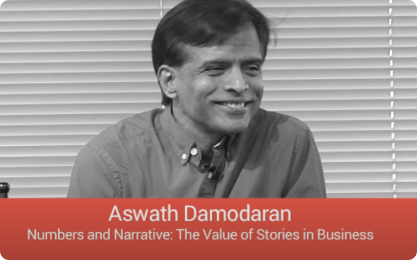 Aswath Damodaran
Numbers and Narrative: The Value of Stories in Business